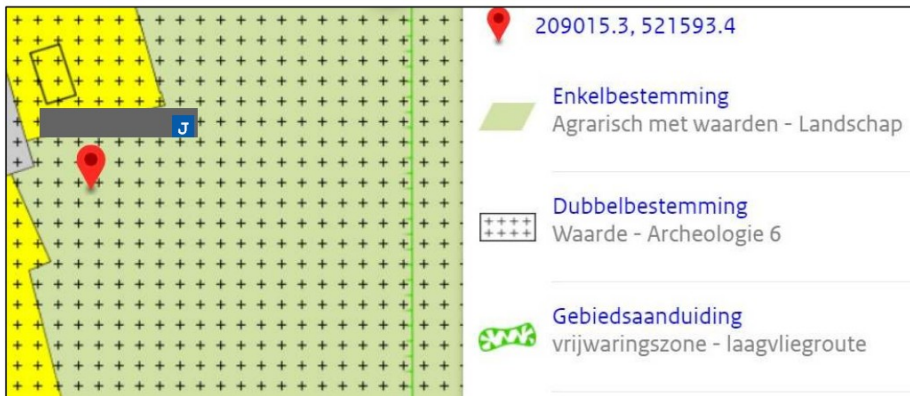 209015.3, 521593.4
Enkelbestemming
Agrarisch met waarden - Landschap
Dubbelbestemming
Waarde - Archeologie 6
Gebiedsaanduiding
vrijwaringszone - laagvliegroute
J